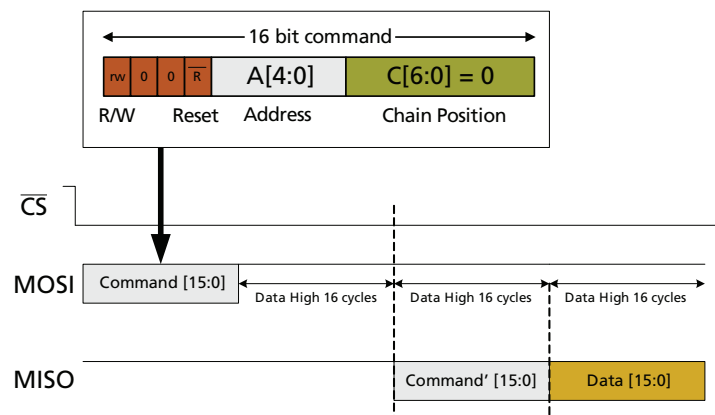 16 bit command
rw 0 0 R̅ A[4:0] C[6:0] = 0
R/W Reset Address Chain Position
C̅S̅
MOSI Command [15:0] Data High 16 cycles Data High 16 cycles Data High 16 cycles
MISO Command’ [15:0] Data [15:0]